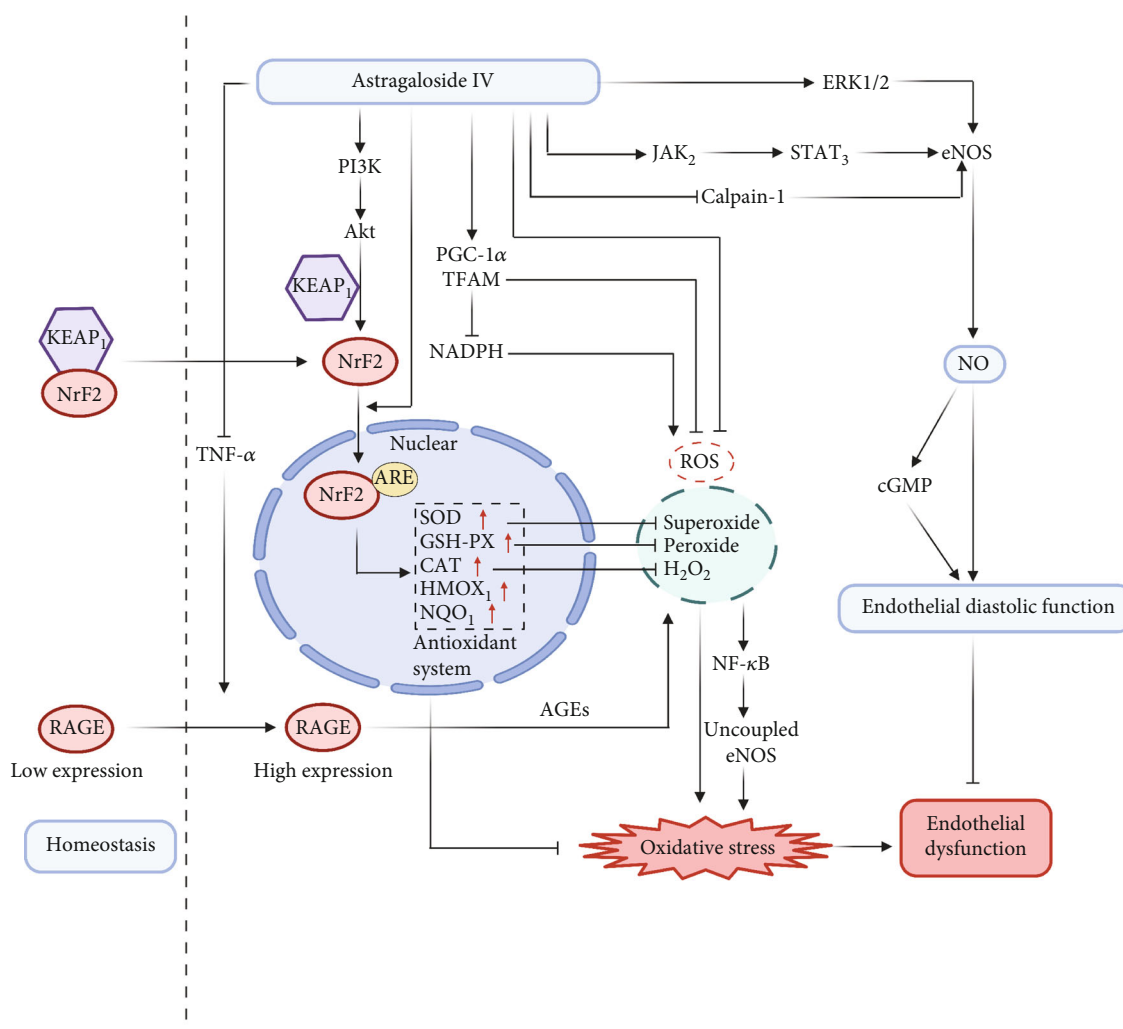 Astragaloside IV
ERK1/2
PI3K
JAK₂
STAT₃
eNOS
Calpain-1
Akt
PGC-1α
TFAM
KEAP₁
KEAP₁
NrF2
NrF2
NADPH
NO
TNF-α
Nuclear
ROS
NrF2
ARE
cGMP
SOD
GSH-PX
CAT
HMOX₁
NQO₁
Antioxidant
system
Superoxide
Peroxide
H₂O₂
Endothelial diastolic function
NF-κB
RAGE
Low expression
RAGE
High expression
AGEs
Uncoupled
eNOS
Homeostasis
Oxidative stress
Endothelial
dysfunction